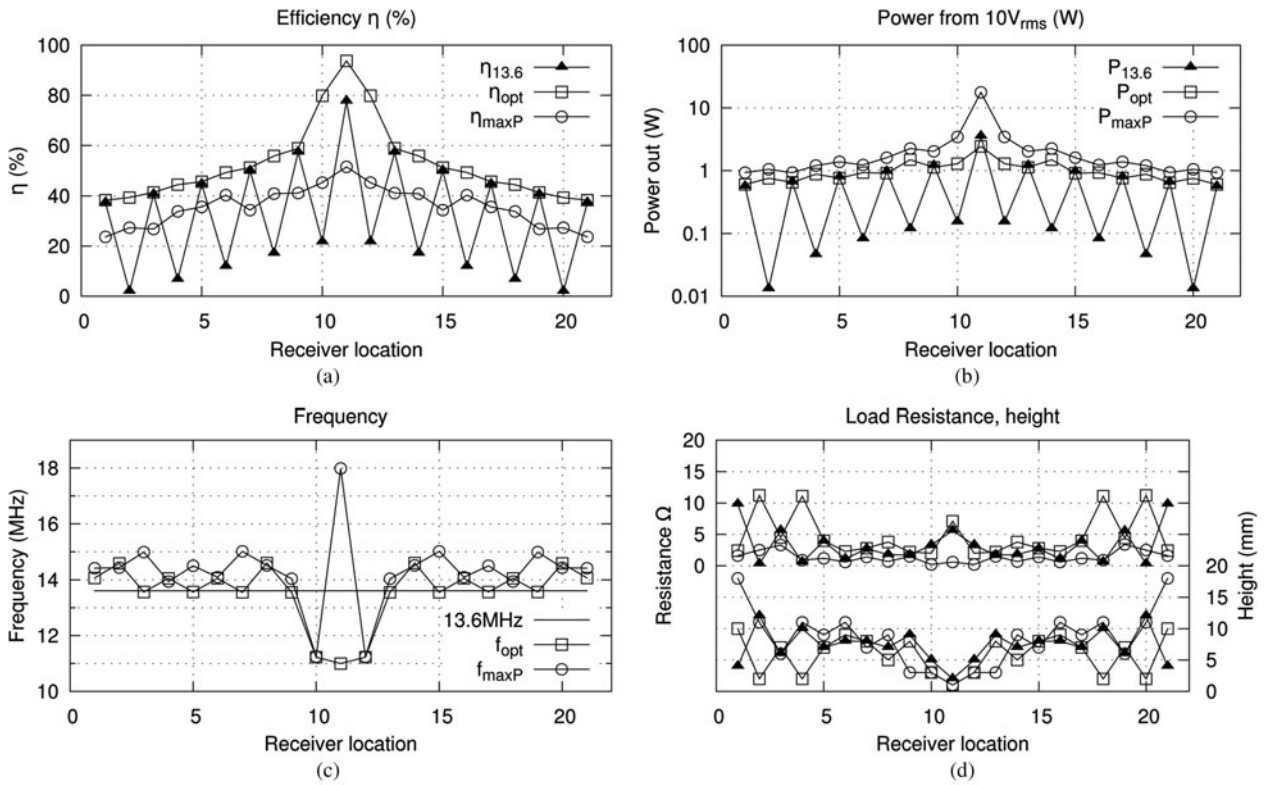 Efficiency η (%)
η (%)
100
80
60
40
20
0
η13.6
ηopt
ηmaxP
0 5 10 15 20
Receiver location
(a)
Power from 10Vrms (W)
Power out (W)
100
10
1
0.1
0.01
P13.6
Popt
PmaxP
0 5 10 15 20
Receiver location
(b)
Frequency
Frequency (MHz)
18
16
14
12
10
13.6MHz
fopt
fmaxP
0 5 10 15 20
Receiver location
(c)
Load Resistance, height
Resistance Ω
20
15
10
5
0
20
15
10
5
0
Height (mm)
0 5 10 15 20
Receiver location
(d)